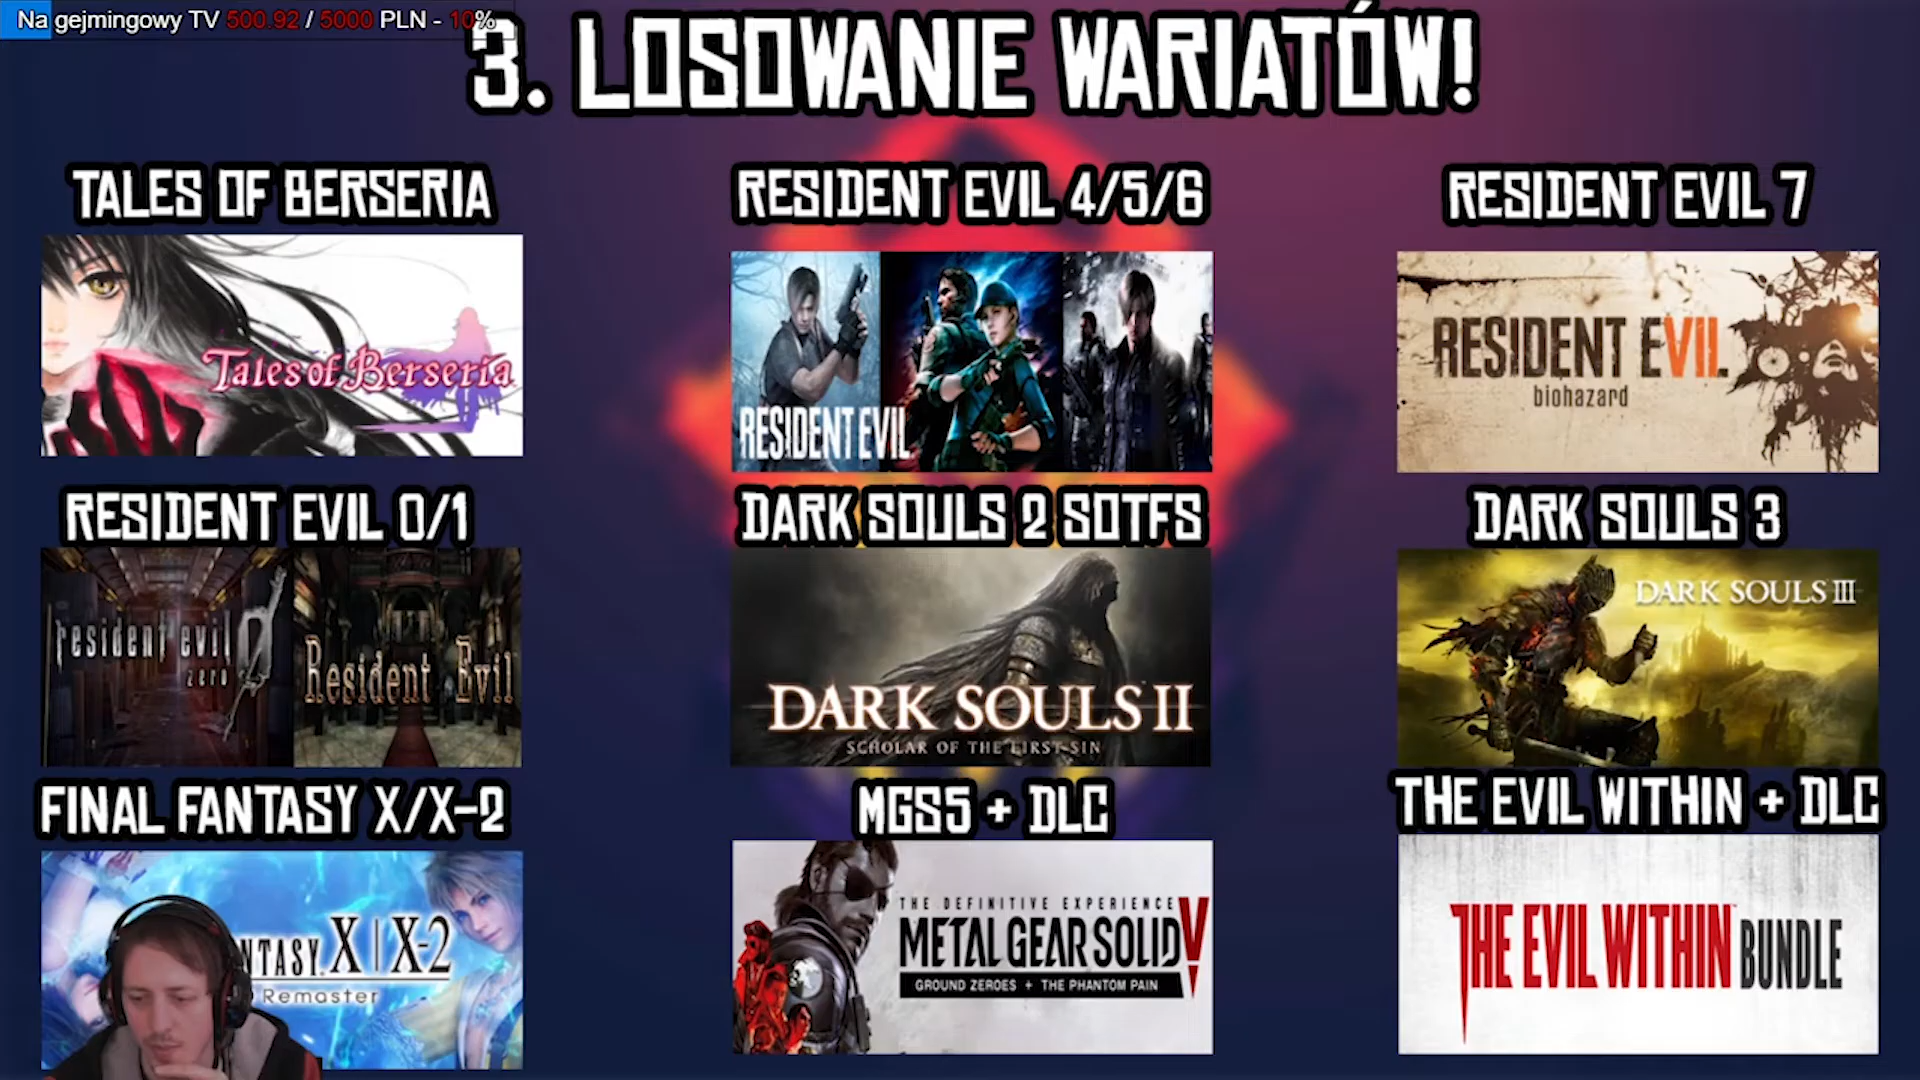 Na gejmingowy TV 500.92 / 5000 PLN - 10%
3. LOSOWANIE WARIATÓW!
TALES OF BERSERIA
RESIDENT EVIL 4/5/6
RESIDENT EVIL 7
Tales of Berseria
RESIDENT EVIL
RESIDENT EVII.
biohazard
RESIDENT EVIL 0/1
DARK SOULS 2 SOTFS
DARK SOULS 3
resident evil 0
zero
Resident Evil
DARK SOULS II
SCHOLAR OF THE FIRST SIN
DARK SOULS III
FINAL FANTASY X/X-2
MGS5 + DLC
THE EVIL WITHIN + DLC
NTASY X | X-2
Remaster
THE DEFINITIVE EXPERIENCE
METAL GEAR SOLID V
GROUND ZEROES + THE PHANTOM PAIN
THE EVIL WITHIN BUNDLE